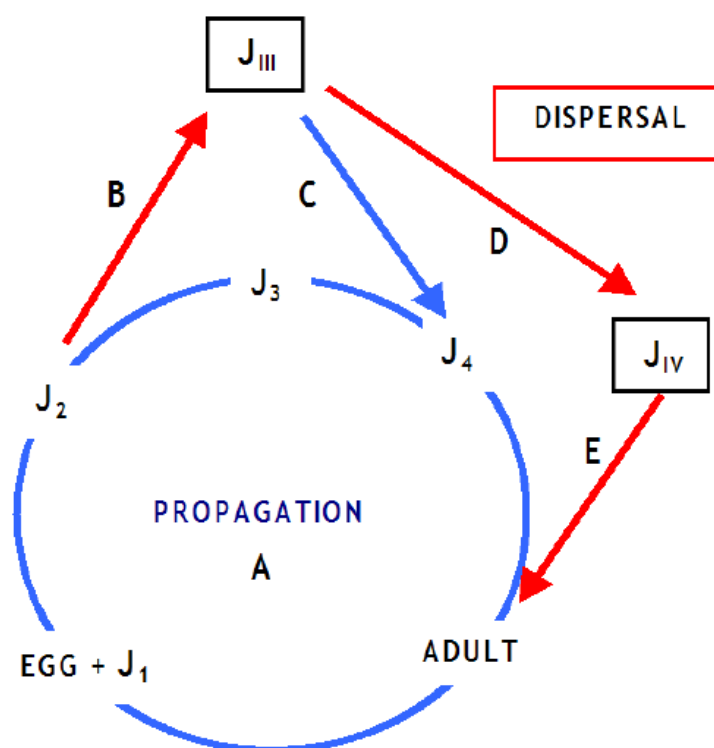 J_III
DISPERSAL
B
C
D
J_3
J_4
J_IV
J_2
E
PROPAGATION
A
ADULT
EGG + J_1